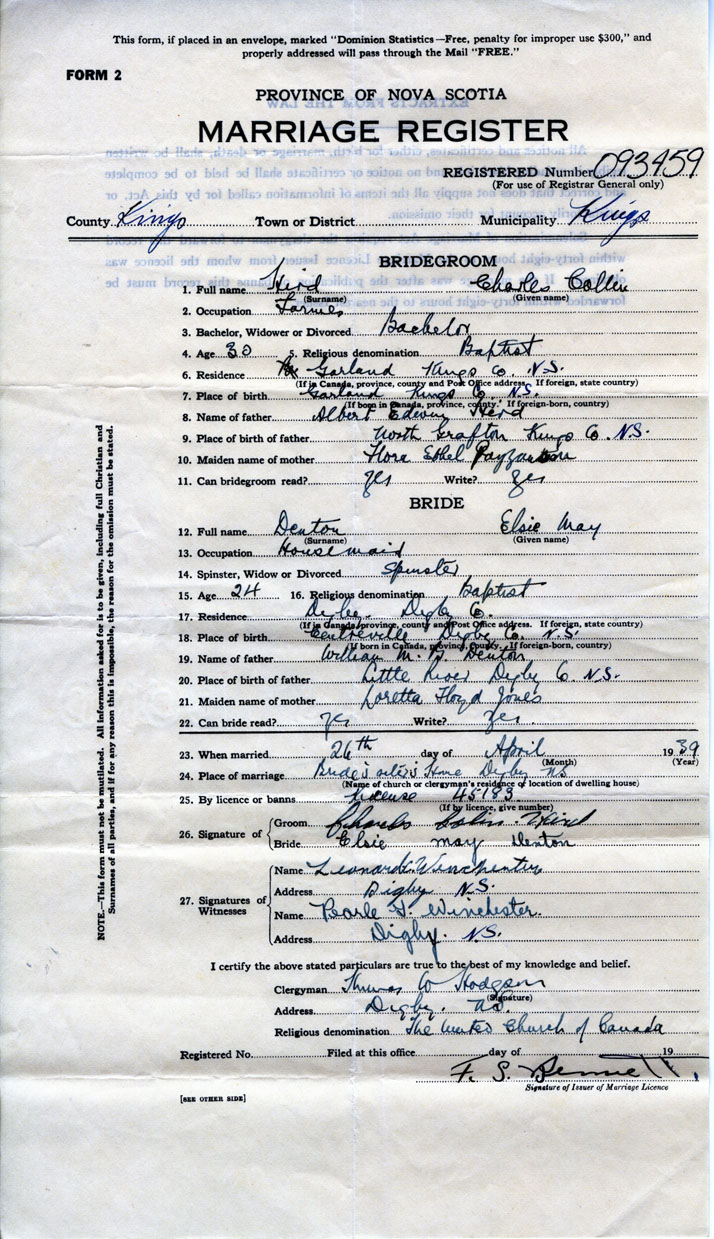 This form, if placed in an envelope, marked "Dominion Statistics—Free, penalty for improper use $300," and
properly addressed will pass through the Mail "FREE."
FORM 2
PROVINCE OF NOVA SCOTIA
MARRIAGE REGISTER
REGISTERED Number 093459
(For use of Registrar General only)
County Kings Town or District Municipality Kings
BRIDEGROOM
1. Full name Hird Charles Collin
(Surname) (Given name)
2. Occupation Farmer
3. Bachelor, Widower or Divorced Bachelor
4. Age 30 5. Religious denomination Baptist
6. Residence Garland Kings Co. N.S.
(If in Canada, province, county and Post Office address. If foreign, state country)
7. Place of birth Garland Kings Co. N.S.
(If born in Canada, province, county. If foreign-born, country)
8. Name of father Albert Edwin Hird
9. Place of birth of father North Grafton Kings Co. N.S.
10. Maiden name of mother Flora Ethel
11. Can bridegroom read? yes Write? yes
BRIDE
12. Full name Denton Elsie May
(Surname) (Given name)
13. Occupation Housemaid
14. Spinster, Widow or Divorced Spinster
15. Age 24 16. Religious denomination Baptist
17. Residence Digby Digby Co.
(If in Canada, province, county and Post Office address. If foreign, state country)
18. Place of birth Centreville Digby Co. N.S.
(If born in Canada, province, county. If foreign-born, country)
19. Name of father William M. Denton
20. Place of birth of father Little River Digby Co N.S.
21. Maiden name of mother Loretta Floyd Jones
22. Can bride read? yes Write? yes.
23. When married 26th day of April 1939
(Month) (Year)
24. Place of marriage Bride's sister's Home Digby NS
(Name of church or clergyman's residence or location of dwelling house)
25. By licence or banns License 45183
(If by licence, give number)
26. Signature of Groom Charles Colin Hird
Bride Elsie may Denton
27. Signatures of Witnesses
Name Leonard Winchester
Address Digby N.S.
Name Pearle Winchester.
Address Digby. N.S.
I certify the above stated particulars are true to the best of my knowledge and belief.
Clergyman Thomas W Hodgson
(Signature)
Address Digby. NS.
Religious denomination The United Church of Canada
Registered No. Filed at this office day of 19
F. S. Bennett
Signature of Issuer of Marriage Licence
[SEE OTHER SIDE]
NOTE.—This form must not be mutilated. All information asked for is to be given, including full Christian and
Surnames of all parties, and if for any reason this is impossible, the reason for the omission must be stated.